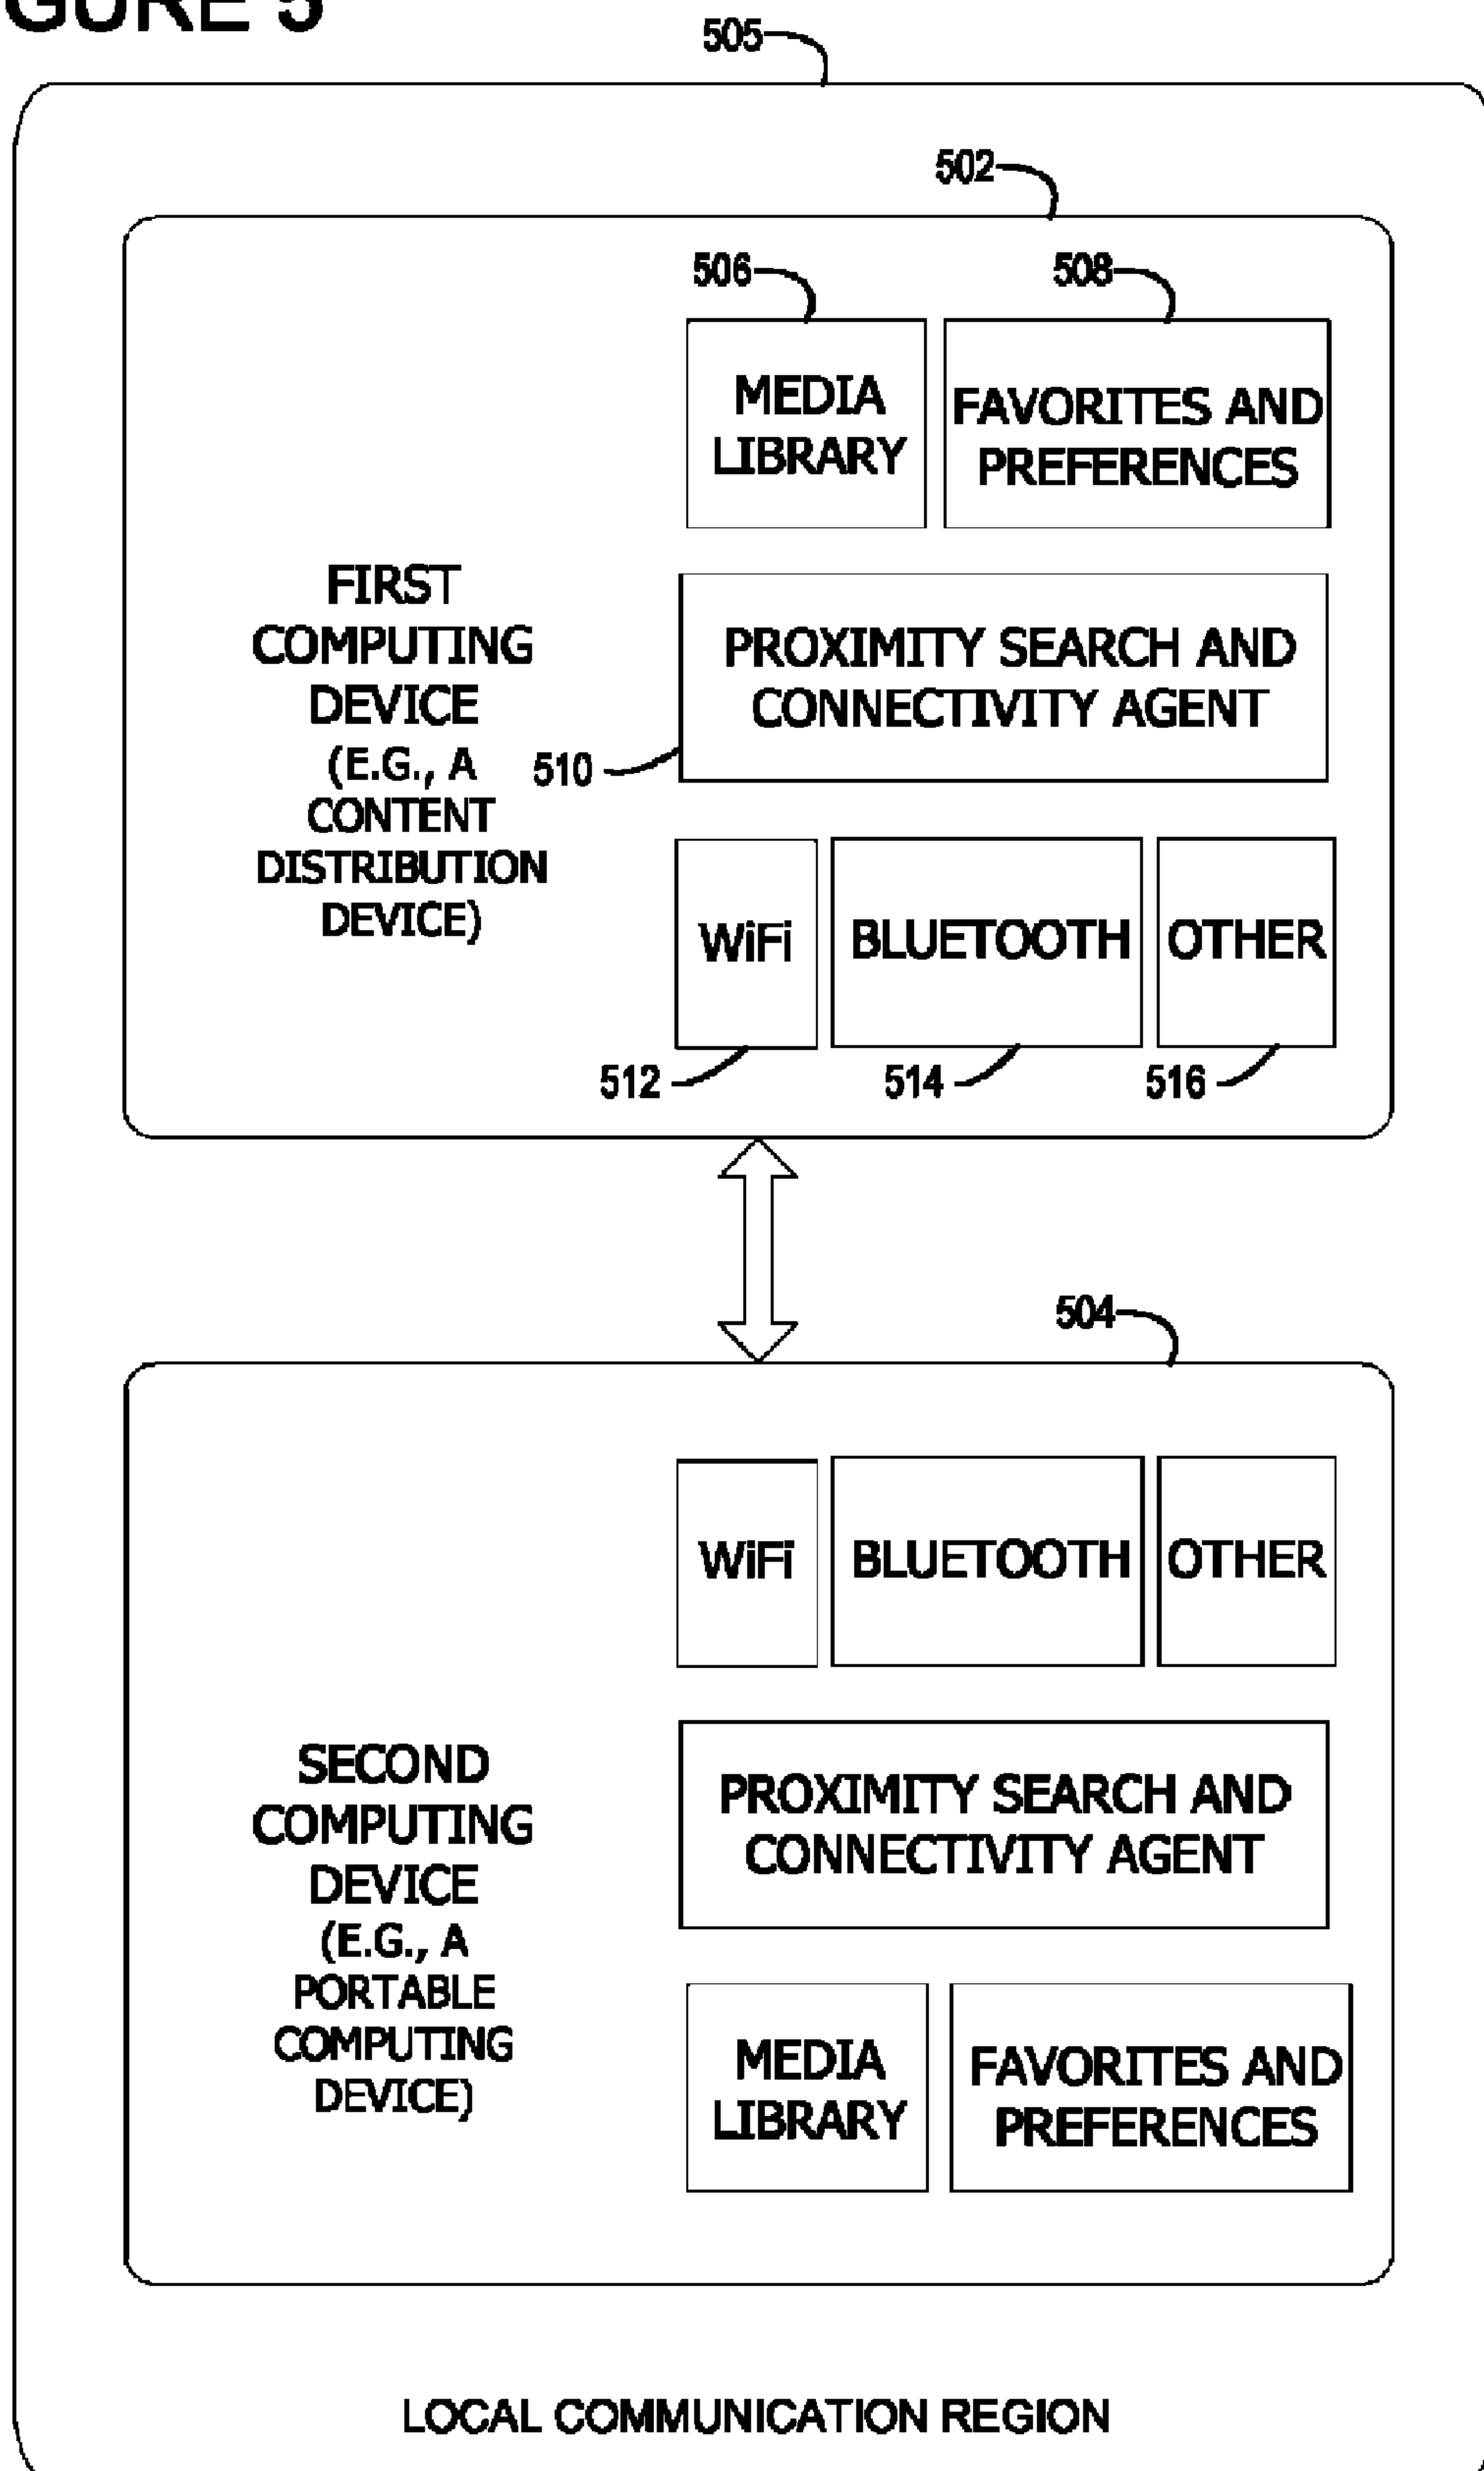 GURE 5
505
502
506
508
MEDIA
LIBRARY
FAVORITES AND
PREFERENCES
FIRST
COMPUTING
DEVICE
(E.G., A
CONTENT
DISTRIBUTION
DEVICE)
PROXIMITY SEARCH AND
CONNECTIVITY AGENT
510
WiFi
BLUETOOTH
OTHER
512
514
516
504
WiFi
BLUETOOTH
OTHER
SECOND
COMPUTING
DEVICE
(E.G., A
PORTABLE
COMPUTING
DEVICE)
PROXIMITY SEARCH AND
CONNECTIVITY AGENT
MEDIA
LIBRARY
FAVORITES AND
PREFERENCES
LOCAL COMMUNICATION REGION